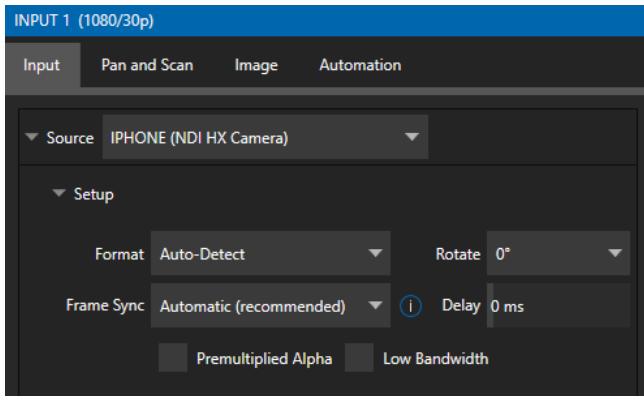 INPUT 1 (1080/30p)
Input Pan and Scan Image Automation
Source IPHONE (NDI HX Camera)
Setup
Format Auto-Detect Rotate 0°
Frame Sync Automatic (recommended) i Delay 0 ms
Premultiplied Alpha Low Bandwidth